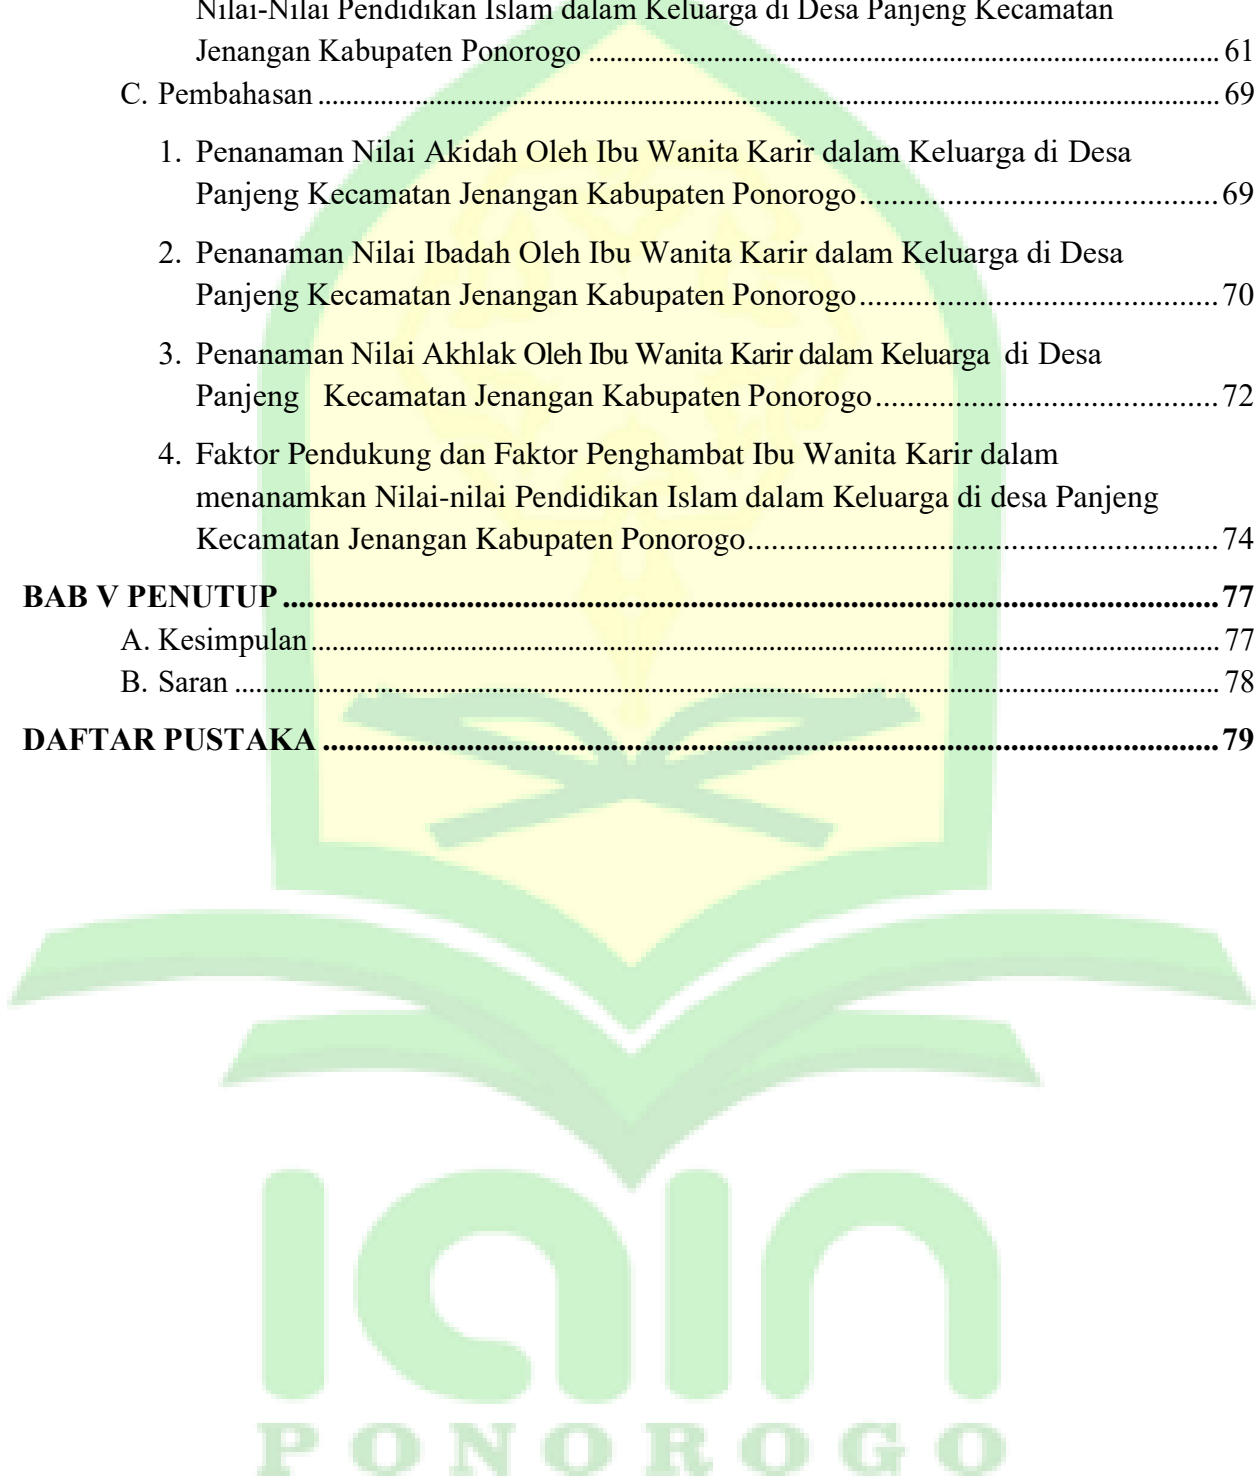 Nilai-Nilai Pendidikan Islam dalam Keluarga di Desa Panjeng Kecamatan
Jenangan Kabupaten Ponorogo ........................................................................................ 61
C. Pembahasan ........................................................................................ 69
1. Penanaman Nilai Akidah Oleh Ibu Wanita Karir dalam Keluarga di Desa
Panjeng Kecamatan Jenangan Kabupaten Ponorogo ........................................ 69
2. Penanaman Nilai Ibadah Oleh Ibu Wanita Karir dalam Keluarga di Desa
Panjeng Kecamatan Jenangan Kabupaten Ponorogo ........................................ 70
3. Penanaman Nilai Akhlak Oleh Ibu Wanita Karir dalam Keluarga di Desa
Panjeng Kecamatan Jenangan Kabupaten Ponorogo ........................................ 72
4. Faktor Pendukung dan Faktor Penghambat Ibu Wanita Karir dalam
menanamkan Nilai-nilai Pendidikan Islam dalam Keluarga di desa Panjeng
Kecamatan Jenangan Kabupaten Ponorogo ........................................ 74
BAB V PENUTUP ........................................................................................ 77
A. Kesimpulan ........................................................................................ 77
B. Saran ........................................................................................ 78
DAFTAR PUSTAKA ........................................................................................ 79
iain
PONOROGO